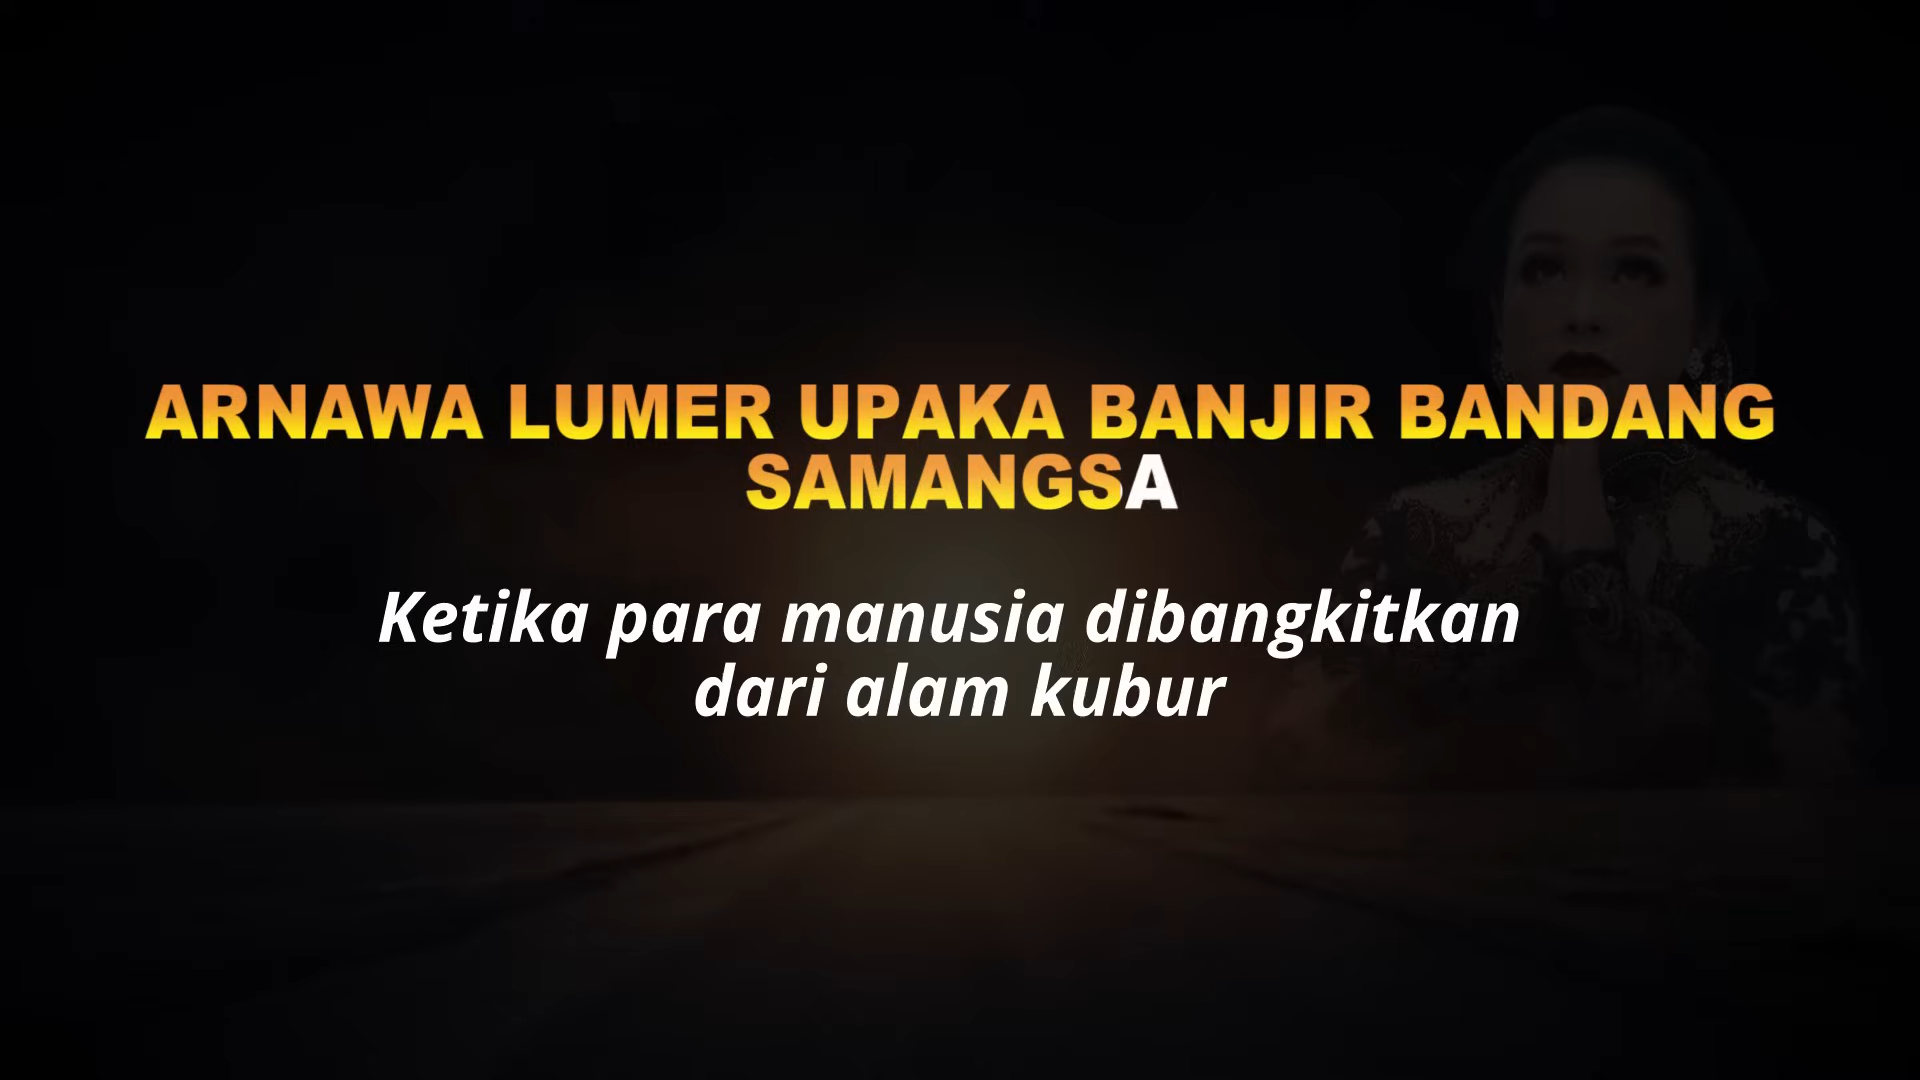 ARNAWA LUMER UPAKA BANJIR BANDANG
SAMANGSA
Ketika para manusia dibangkitkan
dari alam kubur